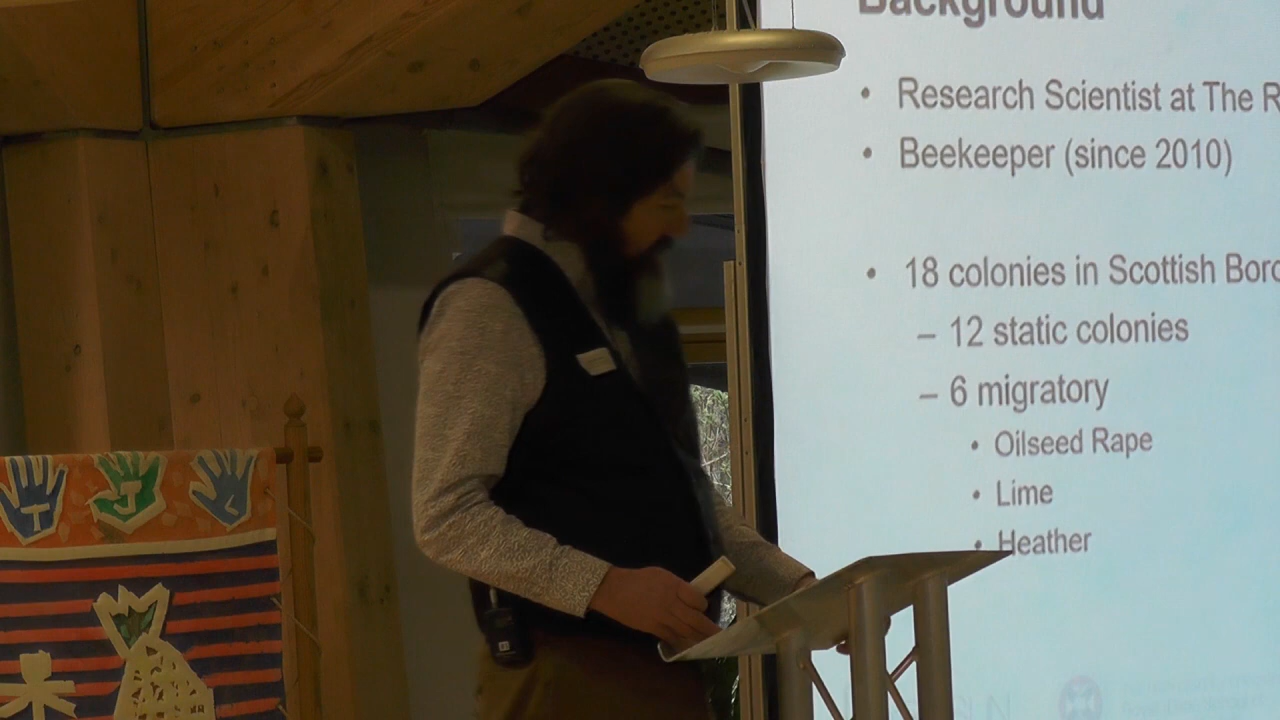 Background
• Research Scientist at The R
• Beekeeper (since 2010)
• 18 colonies in Scottish Bord
– 12 static colonies
– 6 migratory
• Oilseed Rape
• Lime
• Heather
T J L